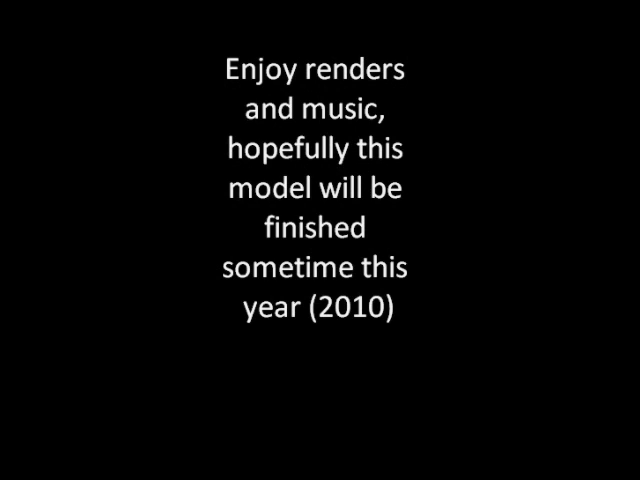 Enjoy renders
and music,
hopefully this
model will be
finished
sometime this
year (2010)